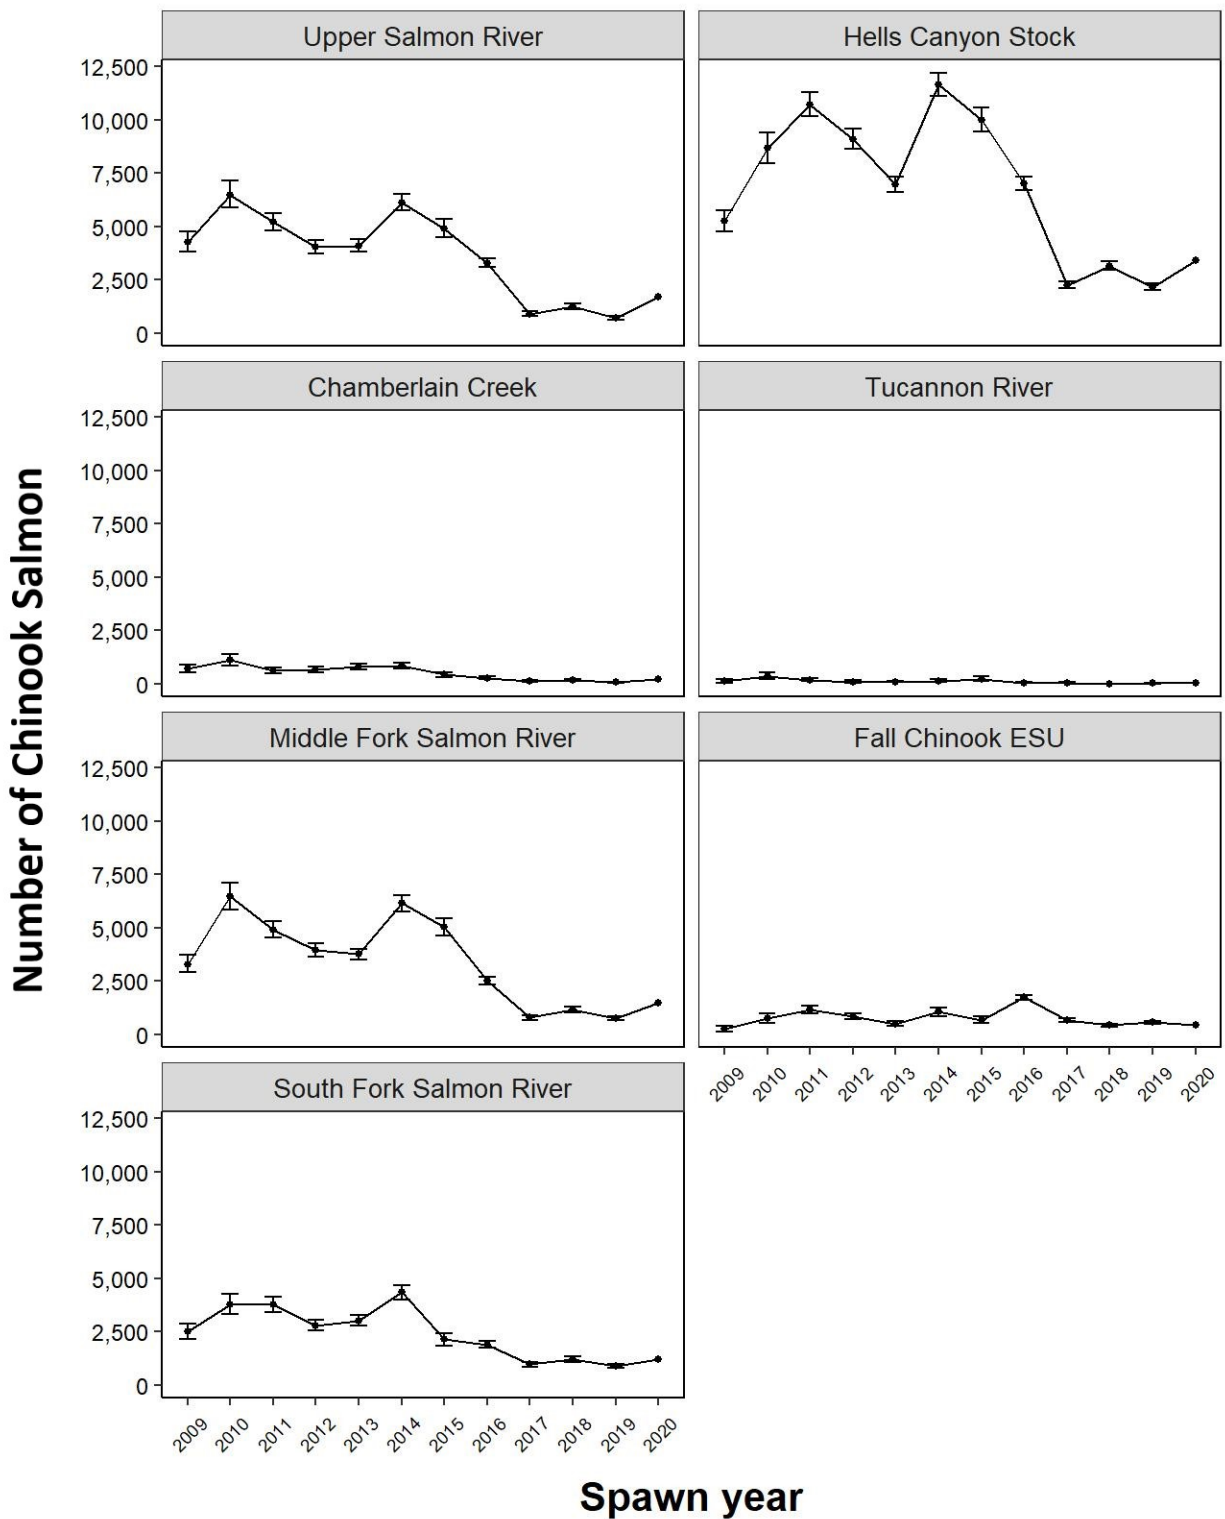 Number of Chinook Salmon
Upper Salmon River
12,500
10,000
7,500
5,000
2,500
0
Hells Canyon Stock
Chamberlain Creek
12,500
10,000
7,500
5,000
2,500
0
Tucannon River
Middle Fork Salmon River
12,500
10,000
7,500
5,000
2,500
0
Fall Chinook ESU
2009 2010 2011 2012 2013 2014 2015 2016 2017 2018 2019 2020
South Fork Salmon River
12,500
10,000
7,500
5,000
2,500
0
2009 2010 2011 2012 2013 2014 2015 2016 2017 2018 2019 2020
Spawn year